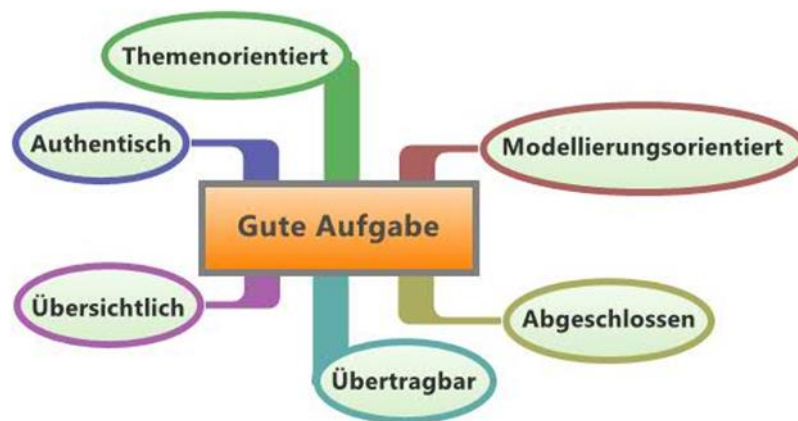 Themenorientiert
Authentisch
Modellierungsorientiert
Gute Aufgabe
Übersichtlich
Abgeschlossen
Übertragbar